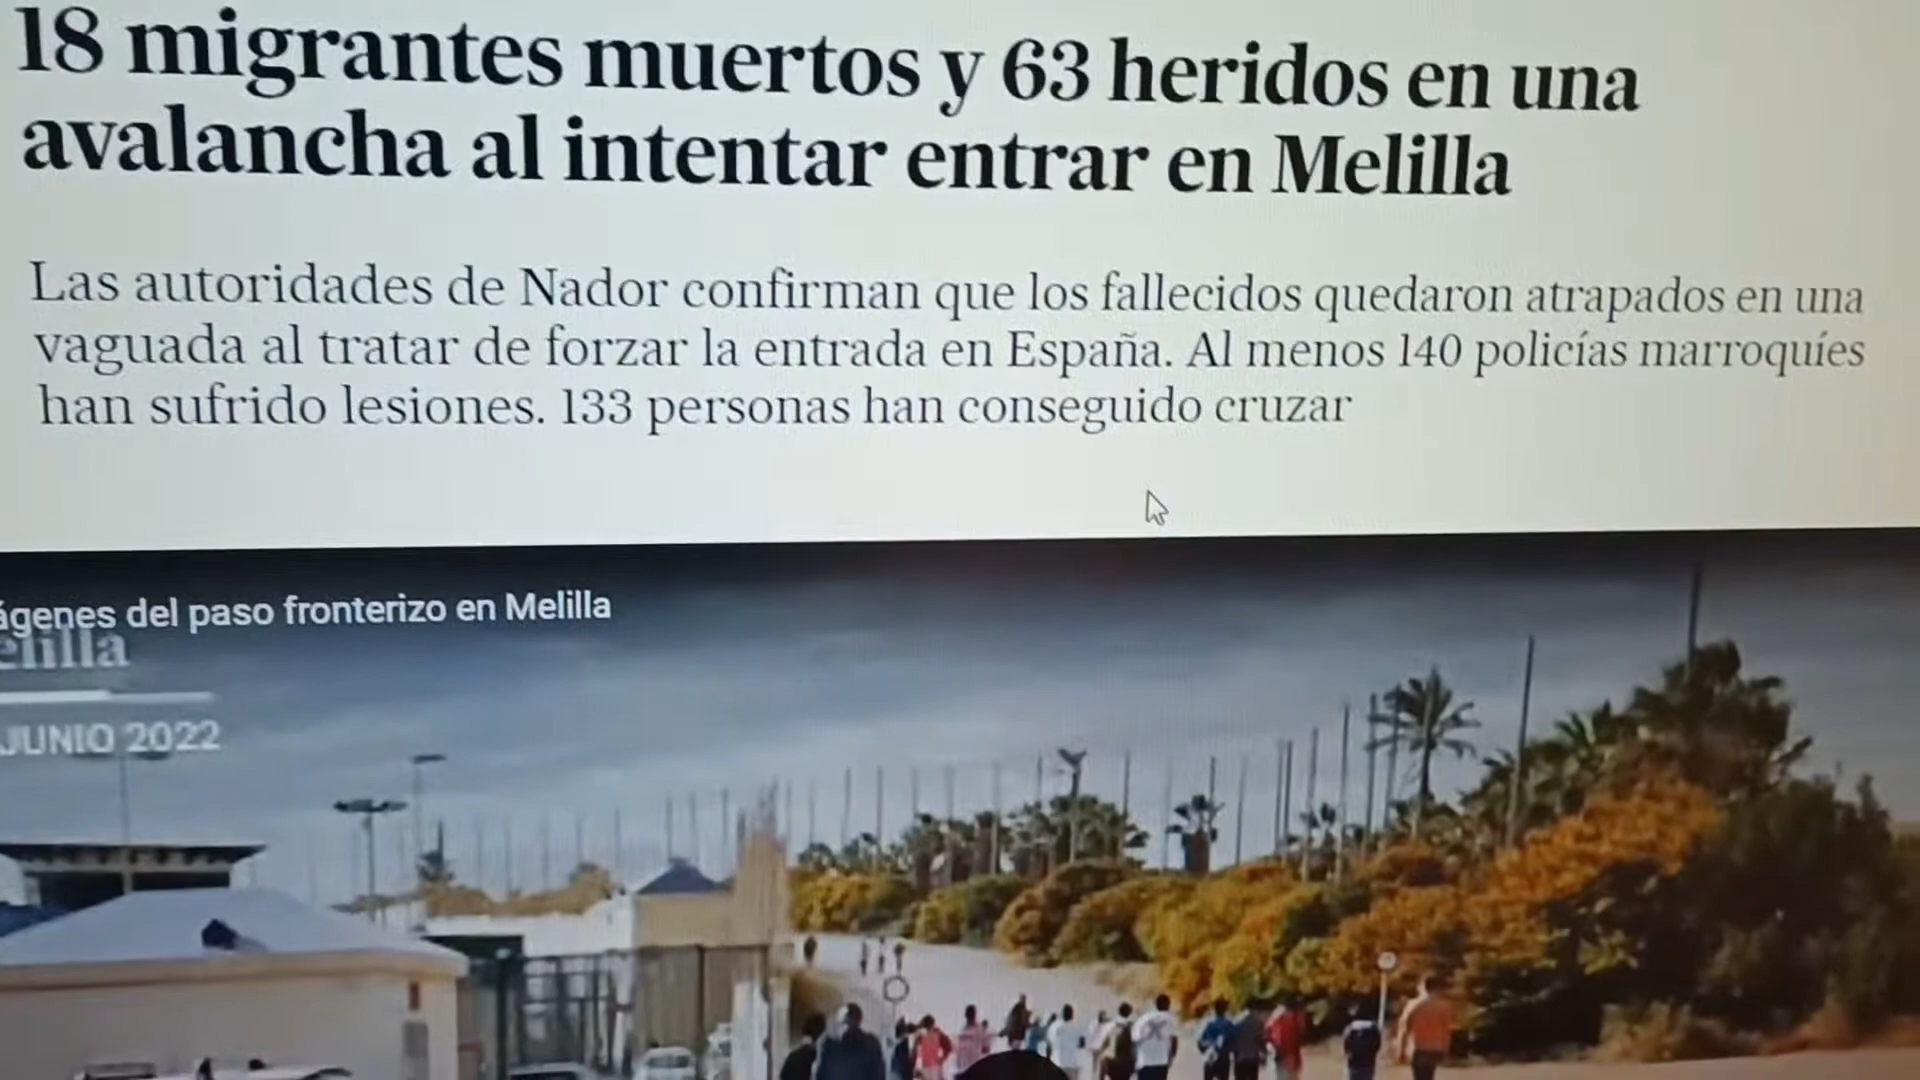 18 migrantes muertos y 63 heridos en una
avalancha al intentar entrar en Melilla
Las autoridades de Nador confirman que los fallecidos quedaron atrapados en una
vaguada al tratar de forzar la entrada en España. Al menos 140 policías marroquíes
han sufrido lesiones. 133 personas han conseguido cruzar
ágenes del paso fronterizo en Melilla
elilla
JUNIO 2022